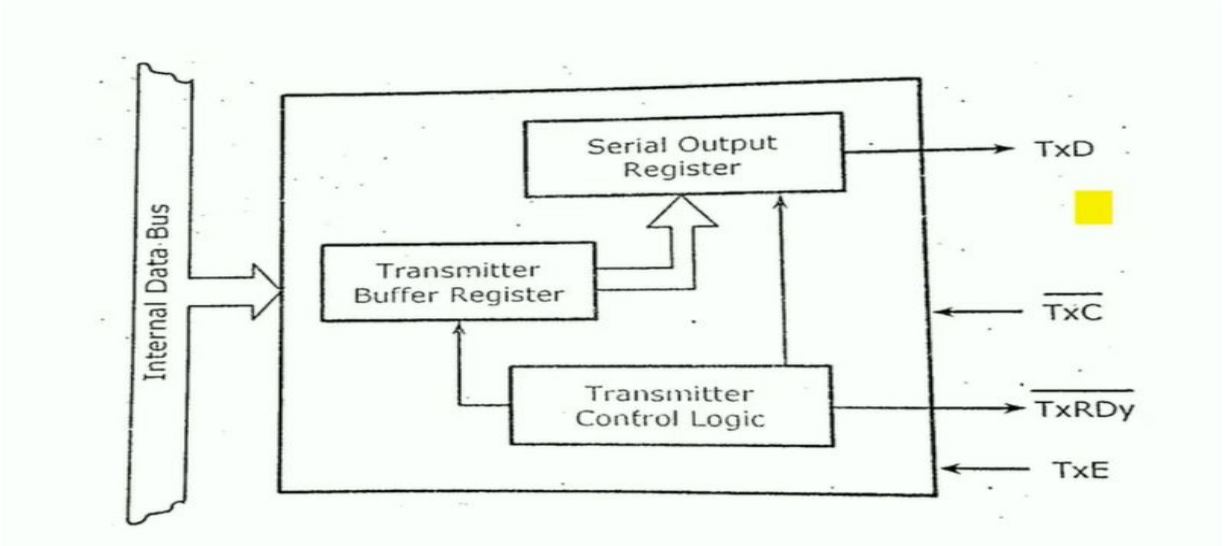 Internal Data Bus
Serial Output
Register
TxD
Transmitter
Buffer Register
TxC
Transmitter
Control Logic
TxRDy
TxE